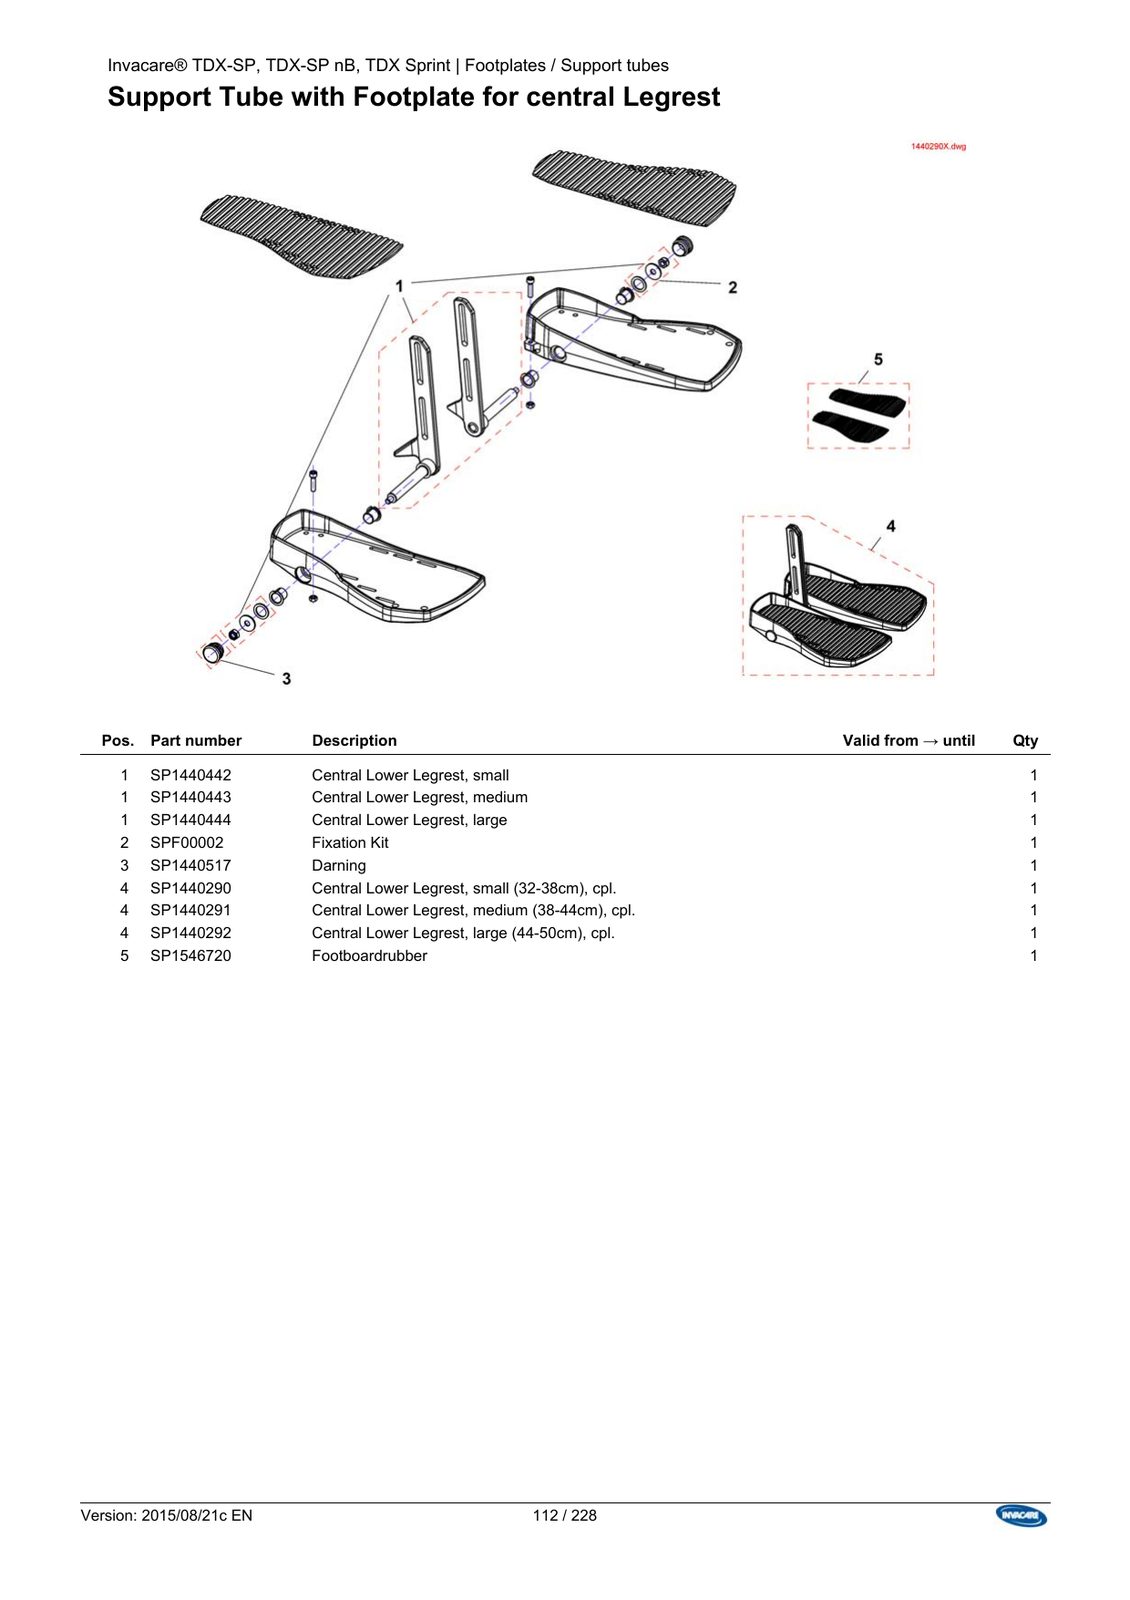 Invacare® TDX-SP, TDX-SP nB, TDX Sprint | Footplates / Support tubes
Support Tube with Footplate for central Legrest
1440290X.dwg
1
2
5
4
3
Pos. Part number Description Valid from → until Qty
1 SP1440442 Central Lower Legrest, small 1
1 SP1440443 Central Lower Legrest, medium 1
1 SP1440444 Central Lower Legrest, large 1
2 SPF00002 Fixation Kit 1
3 SP1440517 Darning 1
4 SP1440290 Central Lower Legrest, small (32-38cm), cpl. 1
4 SP1440291 Central Lower Legrest, medium (38-44cm), cpl. 1
4 SP1440292 Central Lower Legrest, large (44-50cm), cpl. 1
5 SP1546720 Footboardrubber 1
Version: 2015/08/21c EN 112 / 228 INVACARE